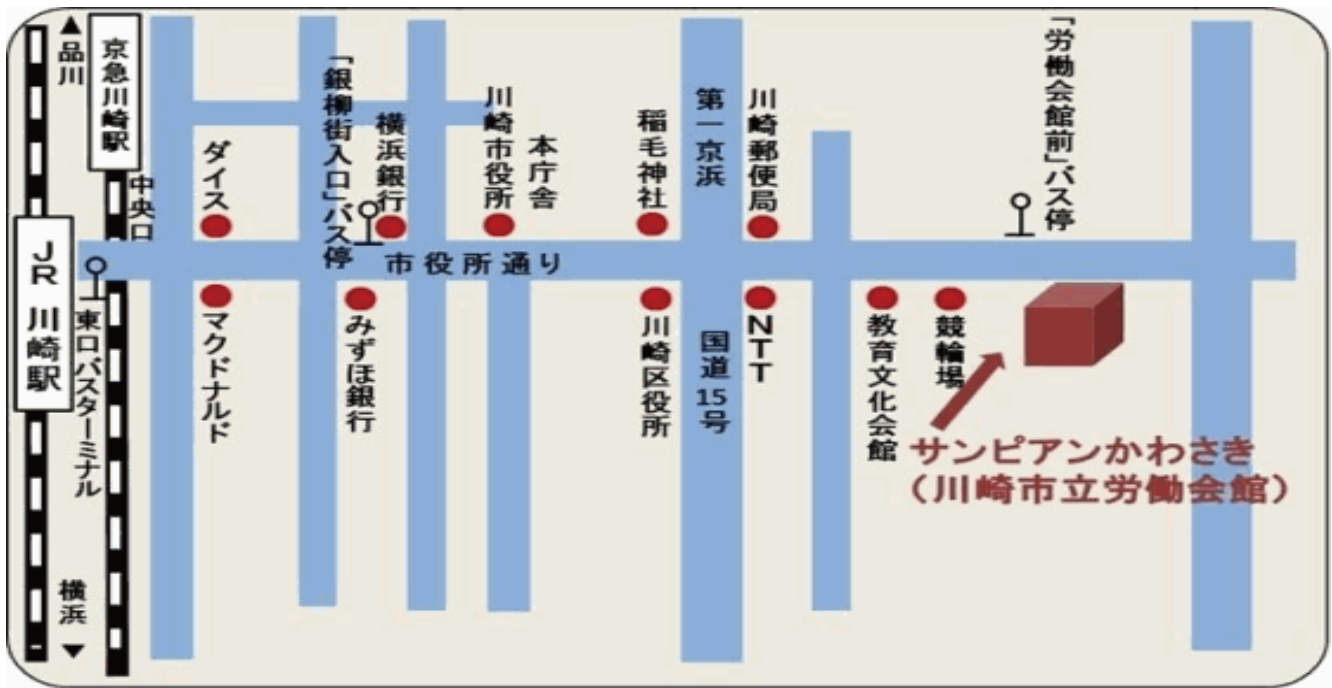 ▲品川
京急川崎駅
中央口
JR川崎駅
東口バスターミナル
横浜▼
ダイス
マクドナルド
「銀柳街入口」バス停
横浜銀行
みずほ銀行
川崎市役所
本庁舎
市役所通り
稲毛神社
川崎区役所
第一京浜
国道15号
川崎郵便局
NTT
教育文化会館
競輪場
「労働会館前」バス停
サンピアンかわさき
（川崎市立労働会館）